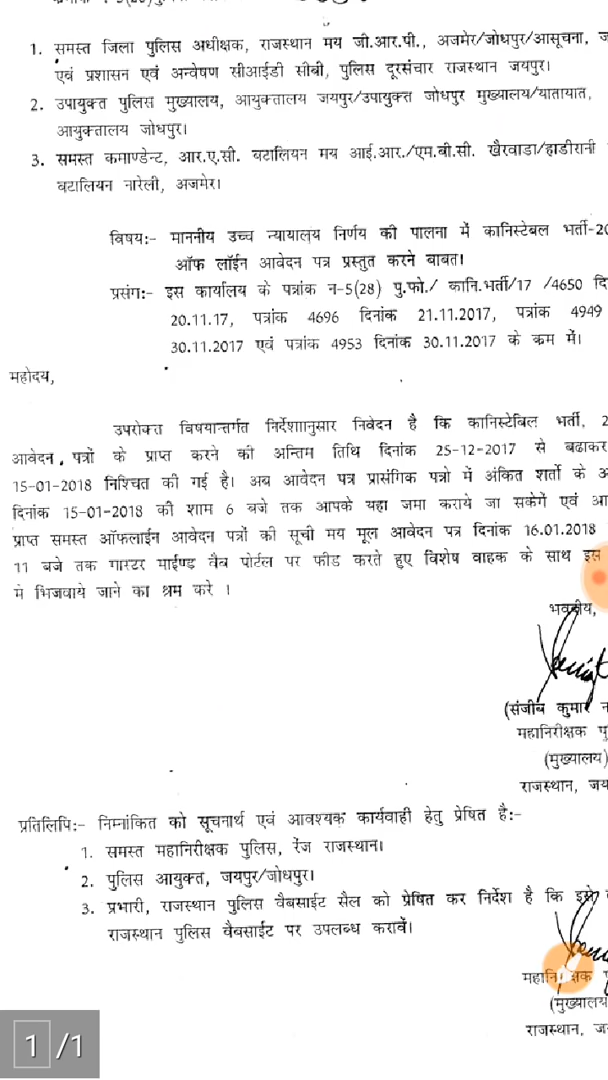 1. समस्त जिला पुलिस अधीक्षक, राजस्थान मय जी.आर.पी., अजमेर/जोधपुर/आसूचना,
एवं प्रशासन एवं अन्वेषण सीआईडी सीबी, पुलिस दूरसंचार राजस्थान जयपुर।
2. उपायुक्त पुलिस मुख्यालय, आयुक्तालय जयपुर/उपायुक्त जोधपुर मुख्यालय/यातायात,
आयुक्तालय जोधपुर।
3. समस्त कमाण्डेन्ट, आर.ए.सी. बटालियन मय आई.आर./एम.बी.सी. खैरवाडा/हाडीरानी
बटालियन नारेली, अजमेर।
विषय:- माननीय उच्च न्यायालय निर्णय की पालना में कानिस्टेबल भर्ती-20
ऑफ लॉईन आवेदन पत्र प्रस्तुत करने बाबत।
प्रसंग:- इस कार्यालय के पत्रांक न-5(28) पु.फो./ कानि.भर्ती/17 /4650 दि
20.11.17, पत्रांक 4696 दिनांक 21.11.2017, पत्रांक 4949
30.11.2017 एवं पत्रांक 4953 दिनांक 30.11.2017 के क्रम में।
महोदय,
उपरोक्त विषयान्तर्गत निर्देशाानुसार निवेदन है कि कानिस्टेबिल भर्ती, 2
आवेदन पत्रों के प्राप्त करने की अन्तिम तिथि दिनांक 25-12-2017 से बढाकर
15-01-2018 निश्चित की गई है। अब आवेदन पत्र प्रासंगिक पत्रो में अंकित शर्तो के अ
दिनांक 15-01-2018 की शाम 6 बजे तक आपके यहा जमा कराये जा सकेगें एवं आ
प्राप्त समस्त ऑफलाईन आवेदन पत्रों की सूची मय मूल आवेदन पत्र दिनांक 16.01.2018
11 बजे तक मास्टर माईण्ड वैब पोर्टल पर फीड करते हुए विशेष वाहक के साथ इस
मे भिजवाये जाने का श्रम करे ।
भवदीय,
(संजीब कुमार न
महानिरीक्षक पु
(मुख्यालय)
राजस्थान, जय
प्रतिलिपि:- निम्नांकित को सूचनार्थ एवं आवश्यक कार्यवाही हेतु प्रेषित है:-
1. समस्त महानिरीक्षक पुलिस, रेंज राजस्थान।
2. पुलिस आयुक्त, जयपुर/जोधपुर।
3. प्रभारी, राजस्थान पुलिस वैबसाईट सैल को प्रेषित कर निर्देश है कि इसे
राजस्थान पुलिस वैबसाईट पर उपलब्ध करावें।
(मुख्यालय
राजस्थान, ज
1 /1